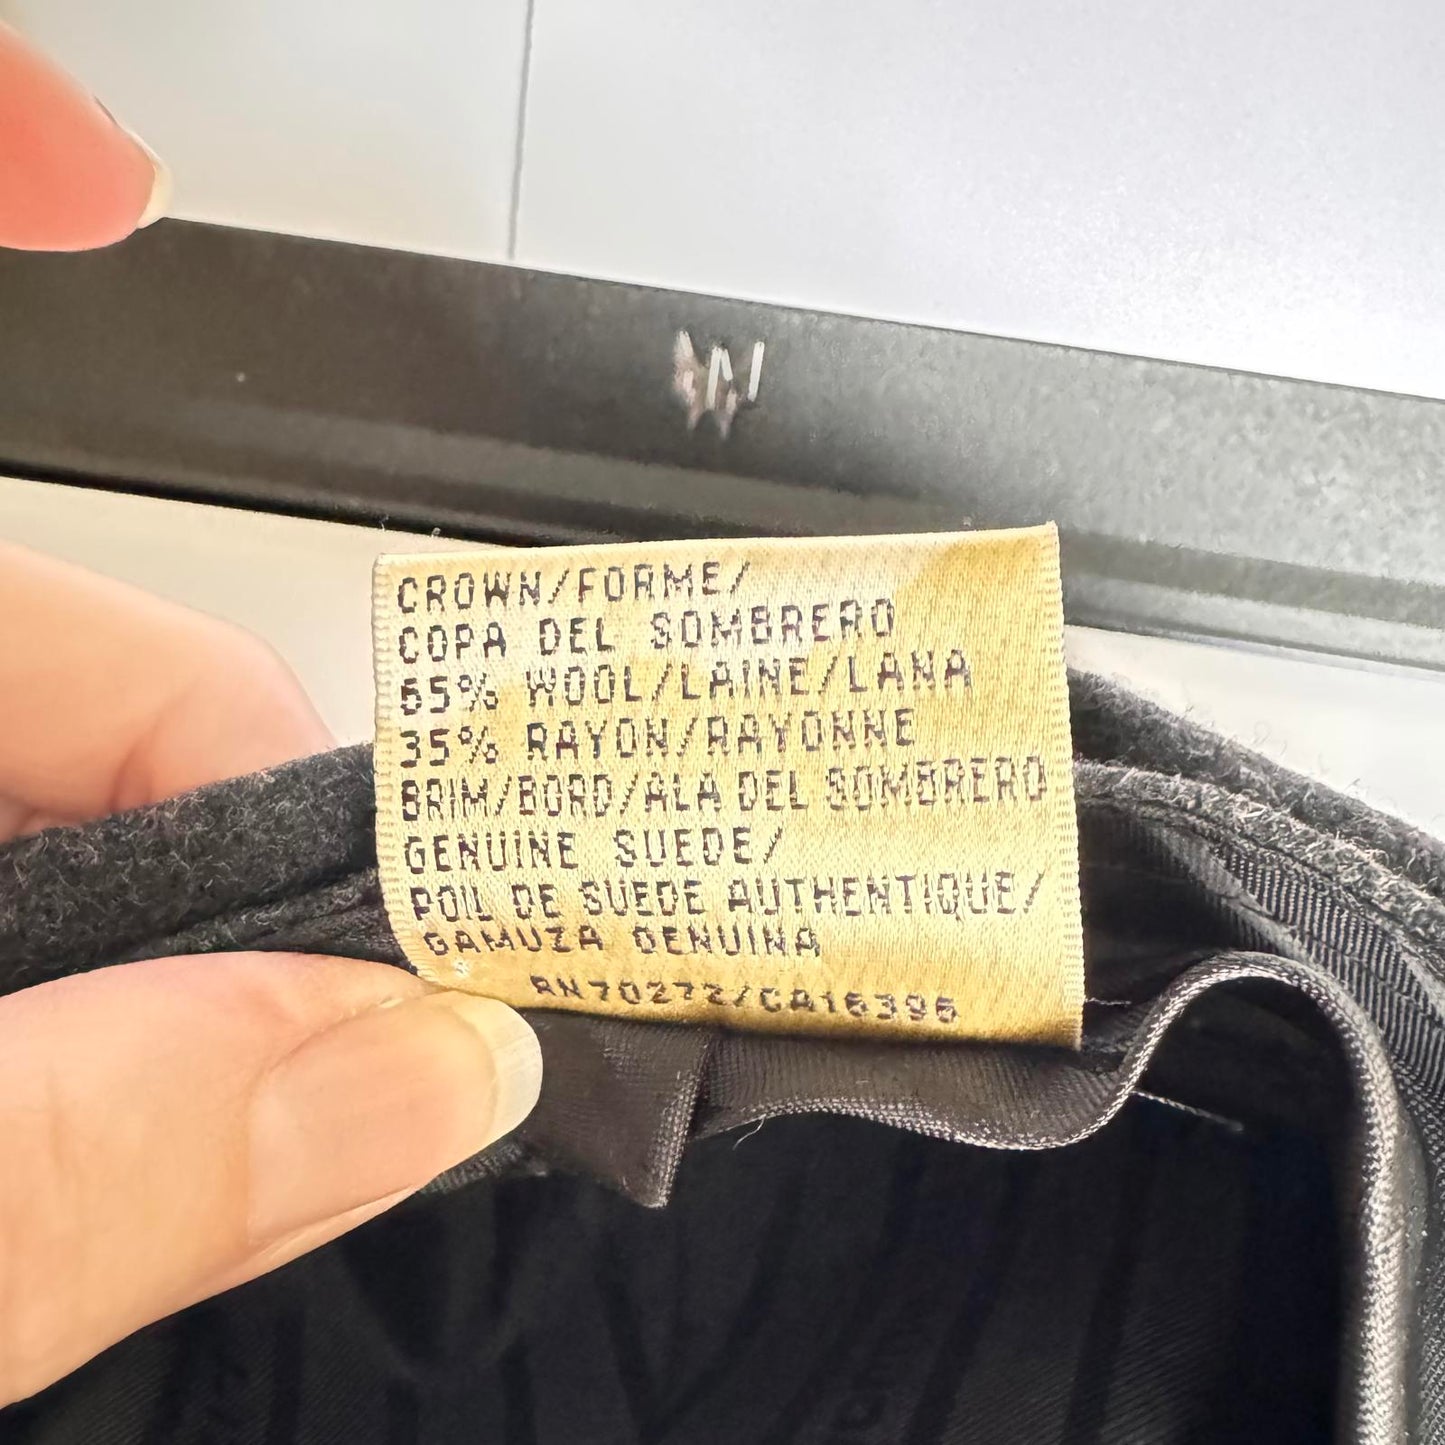 CROWN/FORME/
COPA DEL SOMBRERO
65% WOOL/LAINE/LANA
35% RAYON/RAYONNE
BRIM/BORD/ALA DEL SOMBRERO
GENUINE SUEDE/
POIL DE SUEDE AUTHENTIQUE/
GAMUZA GENUINA
RN70272/CA16396